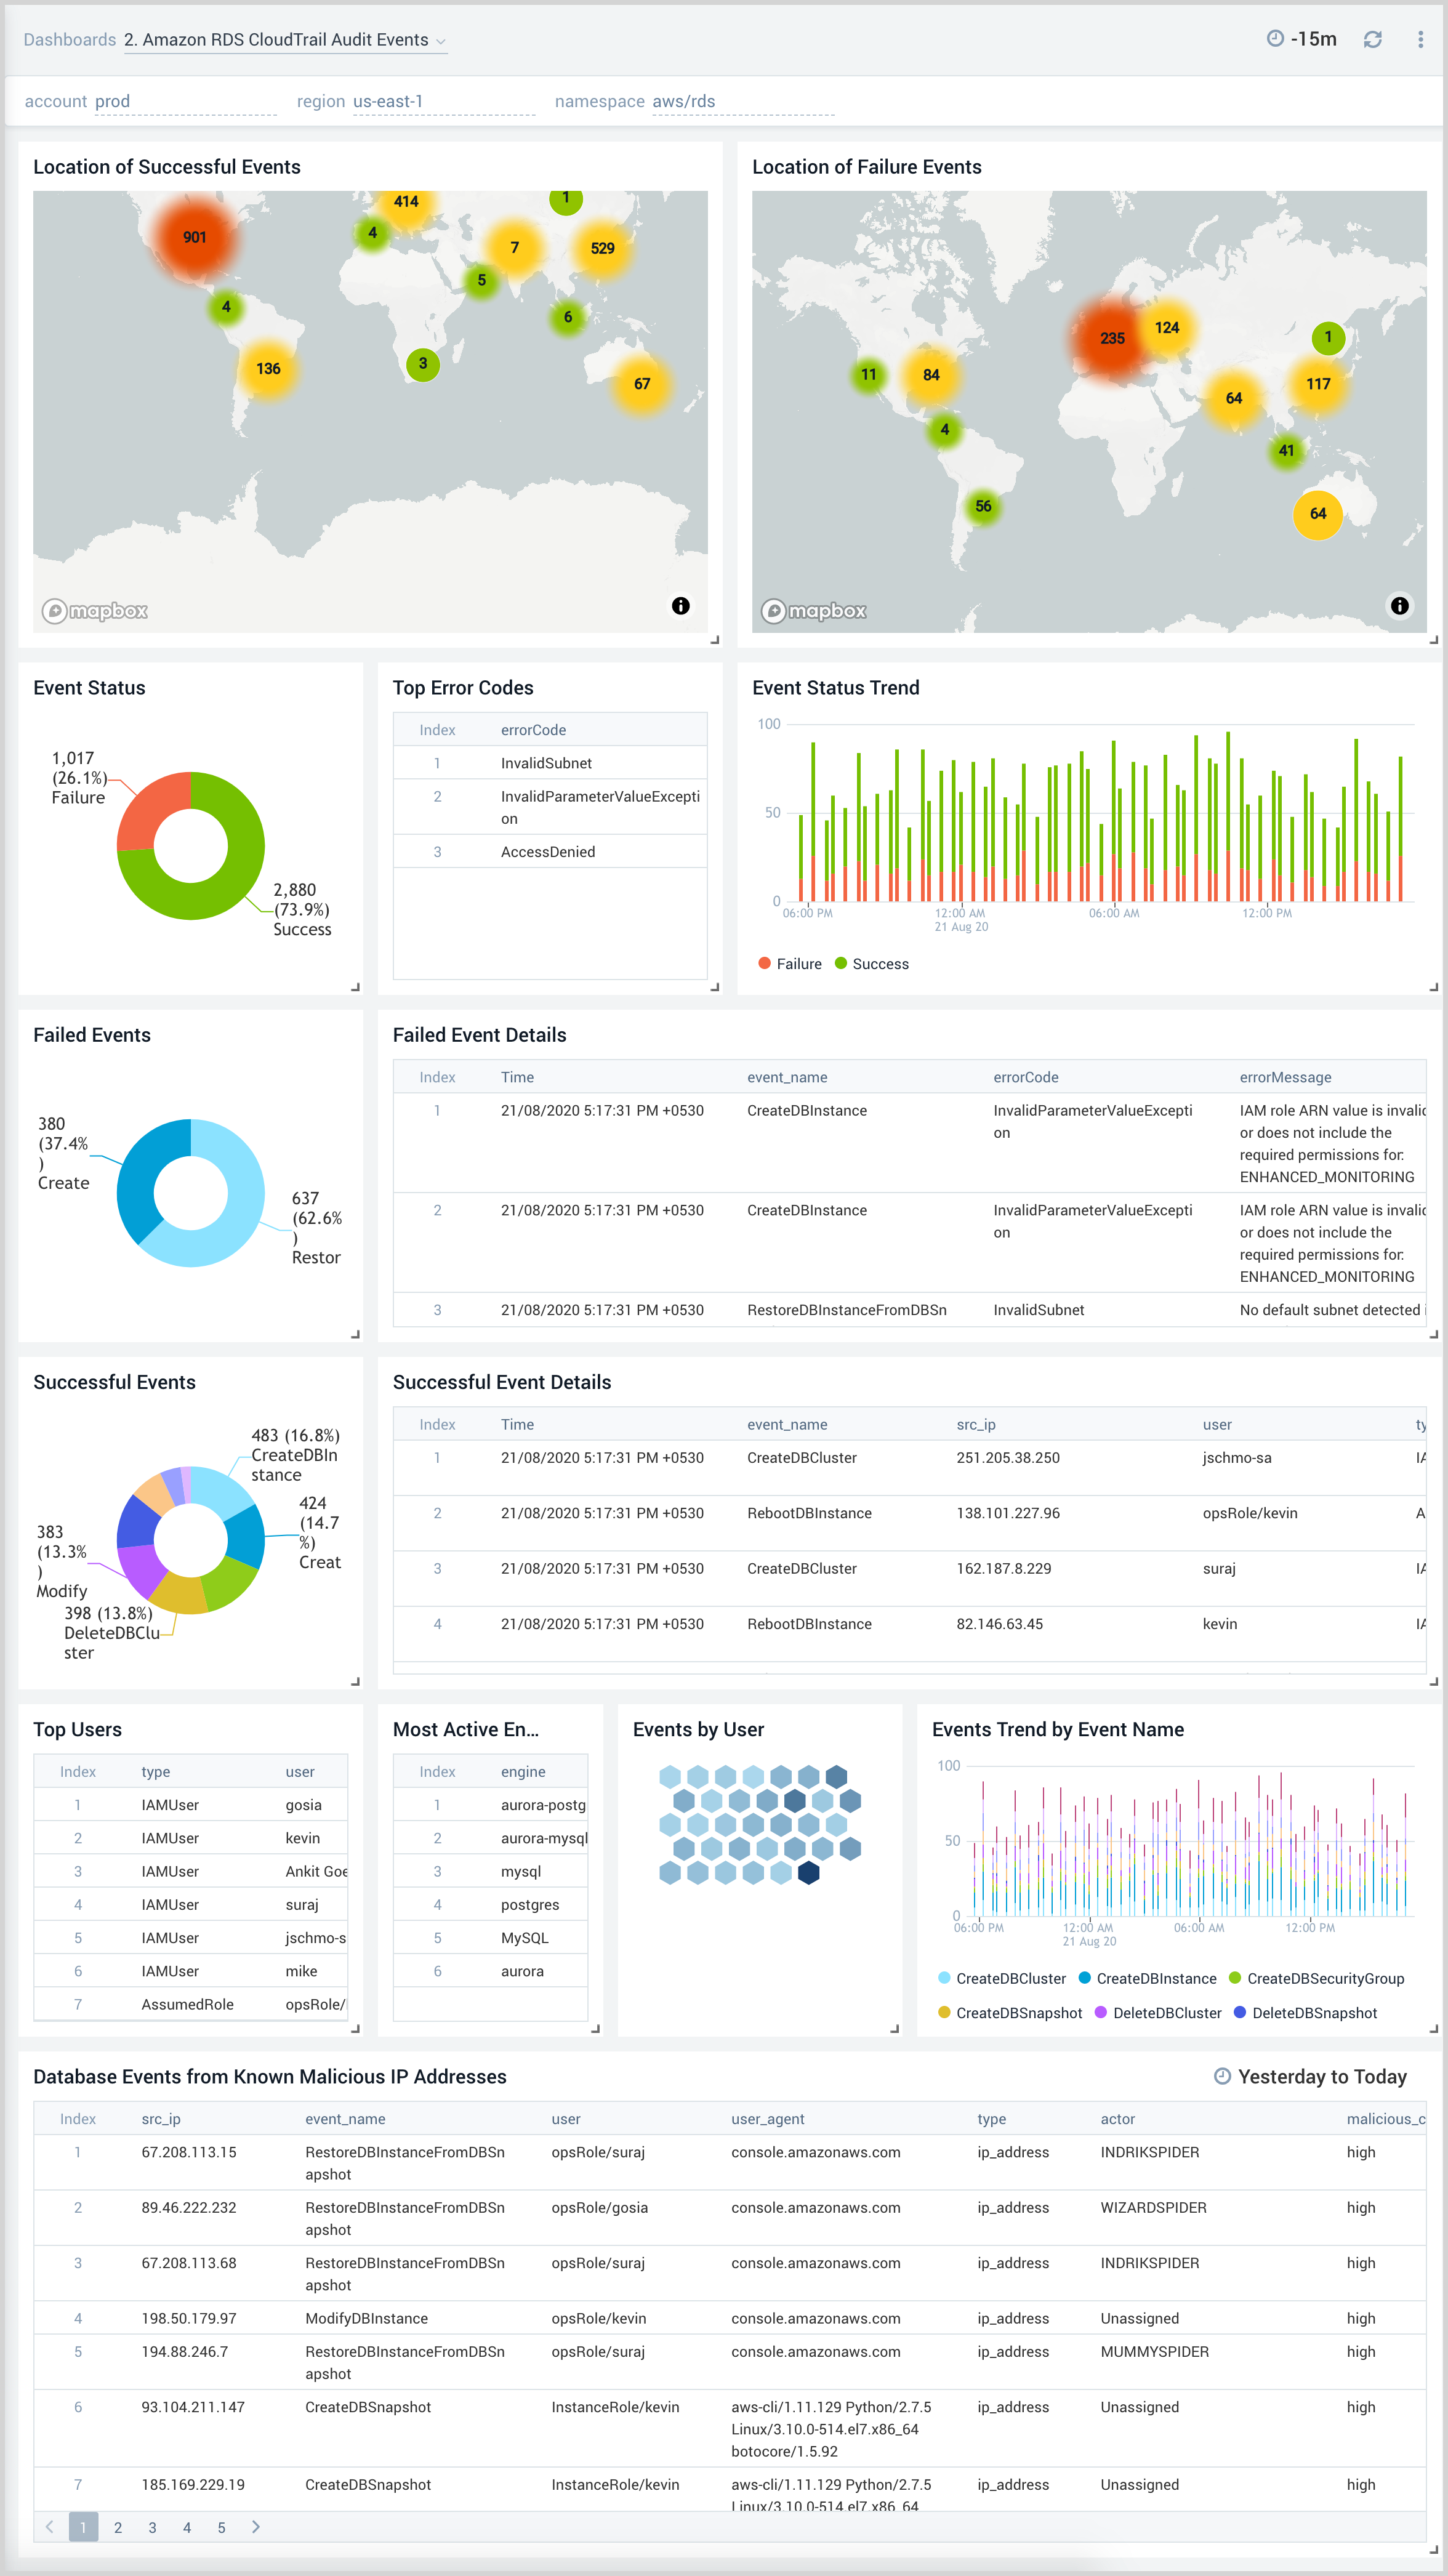 Dashboards 2. Amazon RDS CloudTrail Audit Events
-15m
account prod
region us-east-1
namespace aws/rds
Location of Successful Events
901
414
1
4
7
529
5
4
6
136
3
67
mapbox
Location of Failure Events
235
124
1
11
84
117
64
4
41
56
64
mapbox
Event Status
1,017
(26.1%)
Failure
2,880
(73.9%)
Success
Top Error Codes
Index errorCode
1 InvalidSubnet
2 InvalidParameterValueExcepti
on
3 AccessDenied
Event Status Trend
100
50
0
06:00 PM 12:00 AM 06:00 AM 12:00 PM
21 Aug 20
Failure Success
Failed Events
380
(37.4%
)
Create
637
(62.6%
)
Restor
Failed Event Details
Index Time event_name errorCode errorMessage
1 21/08/2020 5:17:31 PM +0530 CreateDBInstance InvalidParameterValueExcepti IAM role ARN value is invalid
on or does not include the
required permissions for:
ENHANCED_MONITORING
2 21/08/2020 5:17:31 PM +0530 CreateDBInstance InvalidParameterValueExcepti IAM role ARN value is invalid
on or does not include the
required permissions for:
ENHANCED_MONITORING
3 21/08/2020 5:17:31 PM +0530 RestoreDBInstanceFromDBSn InvalidSubnet No default subnet detected
Successful Events
483 (16.8%)
CreateDBIn
stance
424
(14.7
%)
Creat
383
(13.3%
)
Modify
398 (13.8%)
DeleteDBClu
ster
Successful Event Details
Index Time event_name src_ip user ty
1 21/08/2020 5:17:31 PM +0530 CreateDBCluster 251.205.38.250 jschmo-sa IA
2 21/08/2020 5:17:31 PM +0530 RebootDBInstance 138.101.227.96 opsRole/kevin A
3 21/08/2020 5:17:31 PM +0530 CreateDBCluster 162.187.8.229 suraj IA
4 21/08/2020 5:17:31 PM +0530 RebootDBInstance 82.146.63.45 kevin IA
Top Users
Index type user
1 IAMUser gosia
2 IAMUser kevin
3 IAMUser Ankit Goe
4 IAMUser suraj
5 IAMUser jschmo-s
6 IAMUser mike
7 AssumedRole opsRole/
Most Active En...
Index engine
1 aurora-postg
2 aurora-mysql
3 mysql
4 postgres
5 MySQL
6 aurora
Events by User
Events Trend by Event Name
100
50
0
06:00 PM 12:00 AM 06:00 AM 12:00 PM
21 Aug 20
CreateDBCluster CreateDBInstance CreateDBSecurityGroup
CreateDBSnapshot DeleteDBCluster DeleteDBSnapshot
Database Events from Known Malicious IP Addresses
Yesterday to Today
Index src_ip event_name user user_agent type actor malicious_c
1 67.208.113.15 RestoreDBInstanceFromDBSn opsRole/suraj console.amazonaws.com ip_address INDRIKSPIDER high
apshot
2 89.46.222.232 RestoreDBInstanceFromDBSn opsRole/gosia console.amazonaws.com ip_address WIZARDSPIDER high
apshot
3 67.208.113.68 RestoreDBInstanceFromDBSn opsRole/suraj console.amazonaws.com ip_address INDRIKSPIDER high
apshot
4 198.50.179.97 ModifyDBInstance opsRole/kevin console.amazonaws.com ip_address Unassigned high
5 194.88.246.7 RestoreDBInstanceFromDBSn opsRole/suraj console.amazonaws.com ip_address MUMMYSPIDER high
apshot
6 93.104.211.147 CreateDBSnapshot InstanceRole/kevin aws-cli/1.11.129 Python/2.7.5 ip_address Unassigned high
Linux/3.10.0-514.el7.x86_64
botocore/1.5.92
7 185.169.229.19 CreateDBSnapshot InstanceRole/kevin aws-cli/1.11.129 Python/2.7.5 ip_address Unassigned high
Linux/3.10.0-514.el7.x86_64
1 2 3 4 5